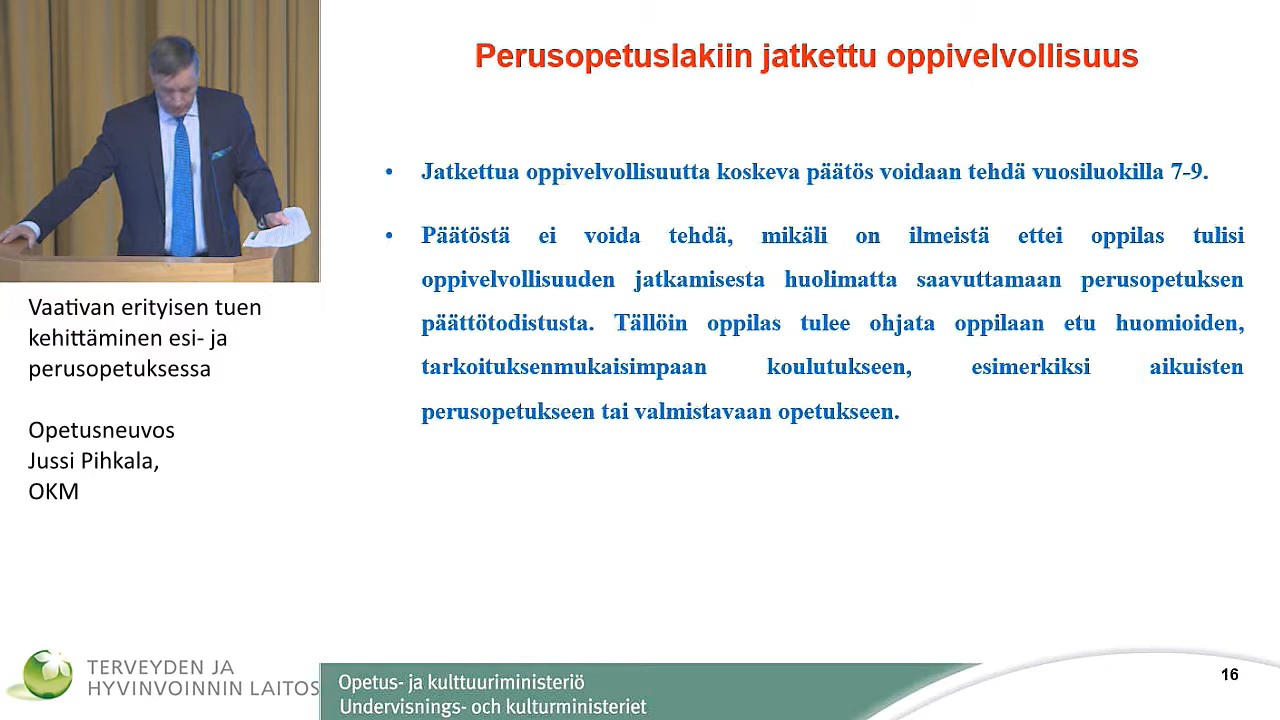 Perusopetuslakiin jatkettu oppivelvollisuus
• Jatkettua oppivelvollisuutta koskeva päätös voidaan tehdä vuosiluokilla 7-9.
• Päätöstä ei voida tehdä, mikäli on ilmeistä ettei oppilas tulisi
oppivelvollisuuden jatkamisesta huolimatta saavuttamaan perusopetuksen
päättötodistusta. Tällöin oppilas tulee ohjata oppilaan etu huomioiden,
tarkoituksenmukaisimpaan koulutukseen, esimerkiksi aikuisten
perusopetukseen tai valmistavaan opetukseen.
Vaativan erityisen tuen
kehittäminen esi- ja
perusopetuksessa
Opetusneuvos
Jussi Pihkala,
OKM
TERVEYDEN JA
HYVINVOINNIN LAITOS
Opetus- ja kulttuuriministeriö
Undervisnings- och kulturministeriet
16